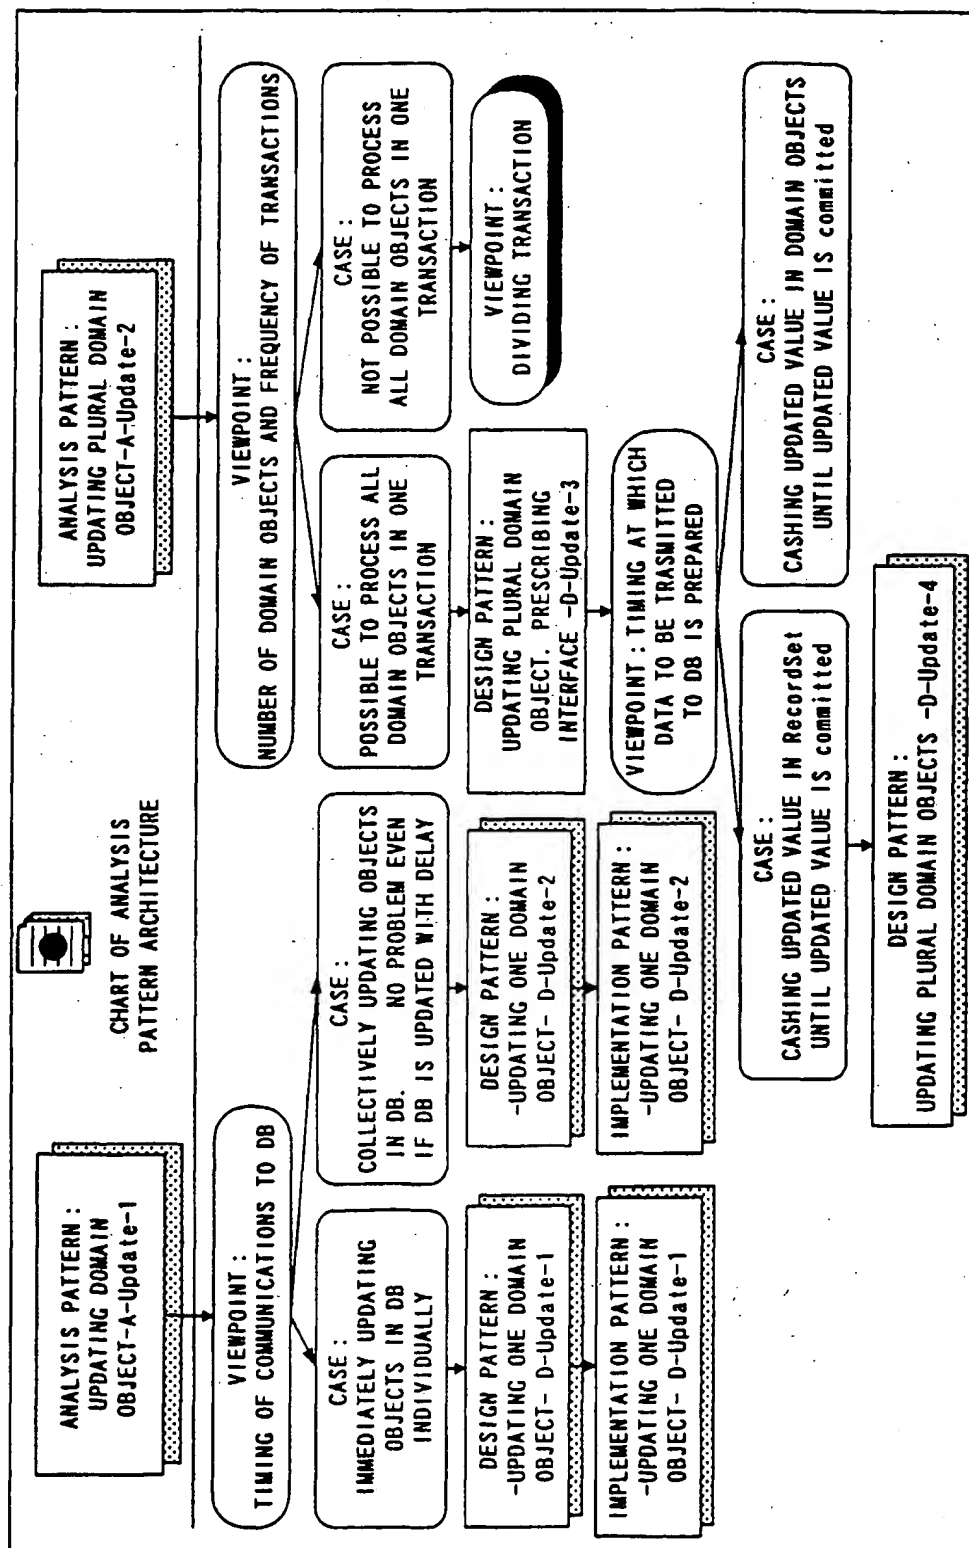 CHART OF ANALYSIS
PATTERN ARCHITECTURE
ANALYSIS PATTERN:
UPDATING DOMAIN
OBJECT-A-Update-1
VIEWPOINT:
TIMING OF COMMUNICATIONS TO DB
CASE:
IMMEDIATELY UPDATING
OBJECTS IN DB
INDIVIDUALLY
DESIGN PATTERN:
-UPDATING ONE DOMAIN
OBJECT- D-Update-1
IMPLEMENTATION PATTERN:
-UPDATING ONE DOMAIN
OBJECT- D-Update-1
CASE:
COLLECTIVELY UPDATING OBJECTS
IN DB. NO PROBLEM EVEN
IF DB IS UPDATED WITH DELAY
DESIGN PATTERN:
-UPDATING ONE DOMAIN
OBJECT- D-Update-2
IMPLEMENTATION PATTERN:
-UPDATING ONE DOMAIN
OBJECT- D-Update-2
ANALYSIS PATTERN:
UPDATING PLURAL DOMAIN
OBJECT-A-Update-2
VIEWPOINT:
NUMBER OF DOMAIN OBJECTS AND FREQUENCY OF TRANSACTIONS
CASE:
POSSIBLE TO PROCESS ALL
DOMAIN OBJECTS IN ONE
TRANSACTION
DESIGN PATTERN:
UPDATING PLURAL DOMAIN
OBJECT. PRESCRIBING
INTERFACE -D-Update-3
VIEWPOINT:TIMING AT WHICH
DATA TO BE TRASMITTED
TO DB IS PREPARED
CASE:
CASHING UPDATED VALUE IN RecordSet
UNTIL UPDATED VALUE IS committed
DESIGN PATTERN:
UPDATING PLURAL DOMAIN OBJECTS -D-Update-4
CASE:
CASHING UPDATED VALUE IN DOMAIN OBJECTS
UNTIL UPDATED VALUE IS committed
CASE:
NOT POSSIBLE TO PROCESS
ALL DOMAIN OBJECTS IN ONE
TRANSACTION
VIEWPOINT:
DIVIDING TRANSACTION